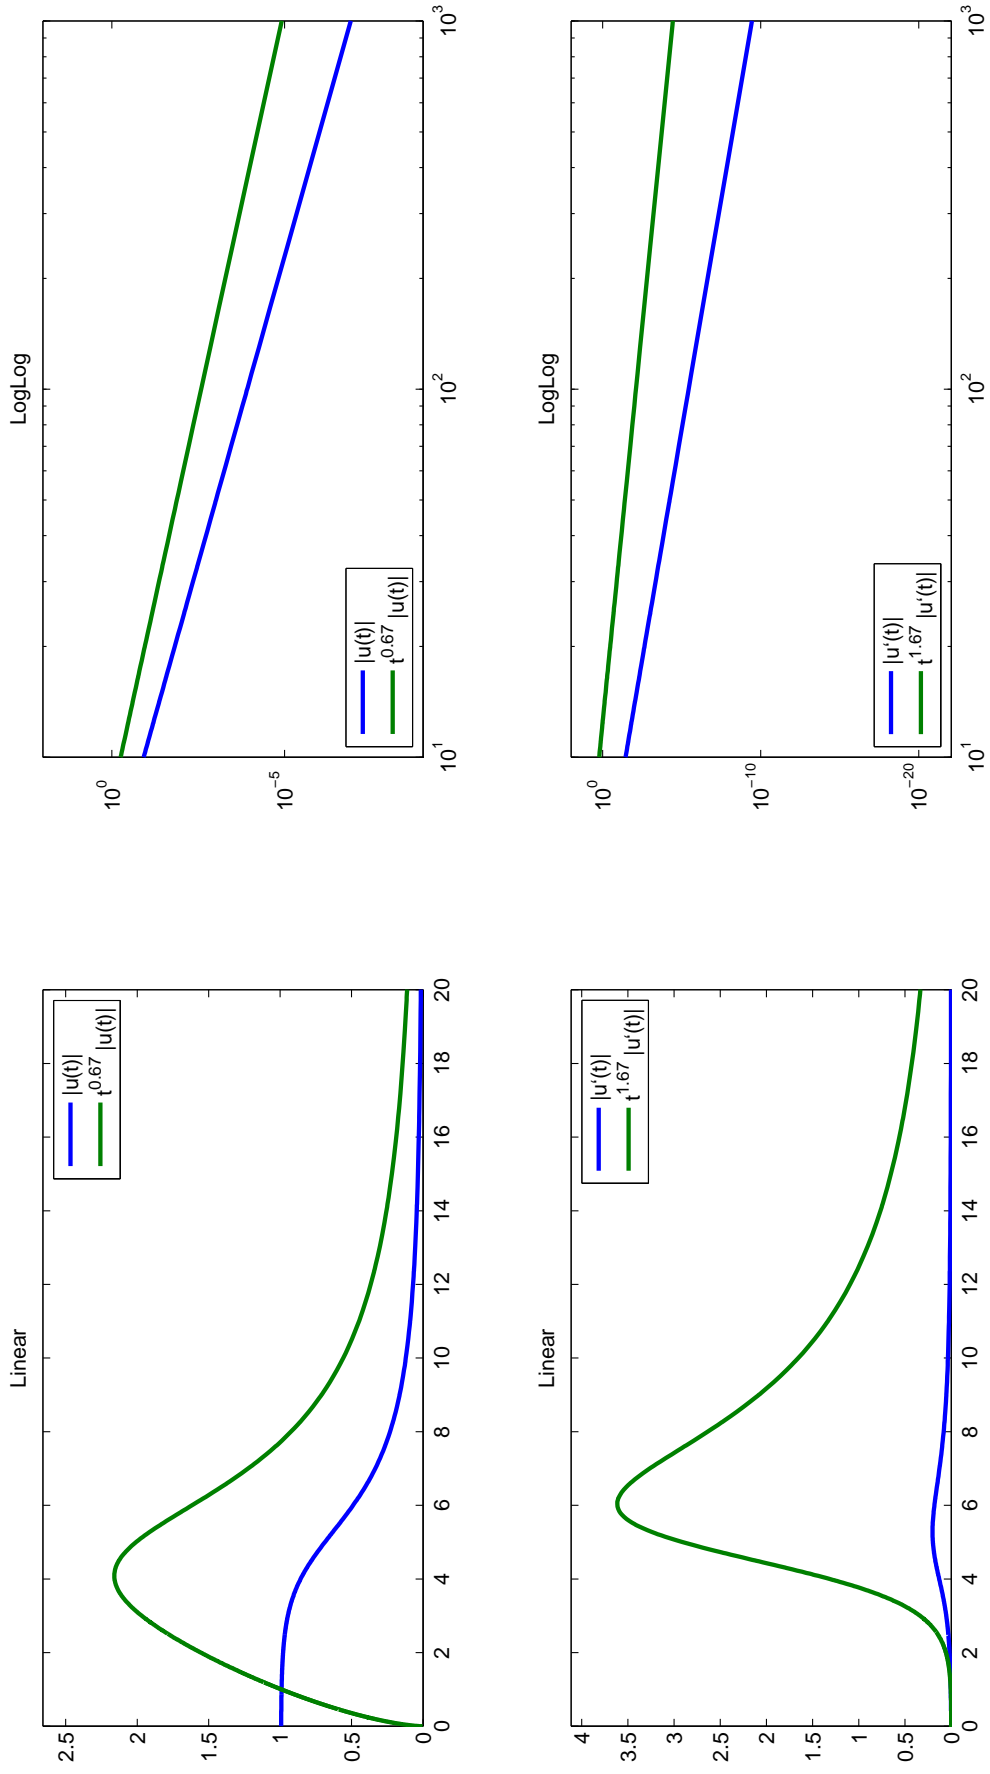 Linear
2.5
2
1.5
1
0.5
0
|u(t)|
t^0.67 |u(t)|
0 2 4 6 8 10 12 14 16 18 20
LogLog
10^0
10^-5
|u(t)|
t^0.67 |u(t)|
10^1 10^2 10^3
Linear
4
3.5
3
2.5
2
1.5
1
0.5
0
|u‘(t)|
t^1.67 |u‘(t)|
0 2 4 6 8 10 12 14 16 18 20
LogLog
10^0
10^-10
10^-20
|u‘(t)|
t^1.67 |u‘(t)|
10^1 10^2 10^3